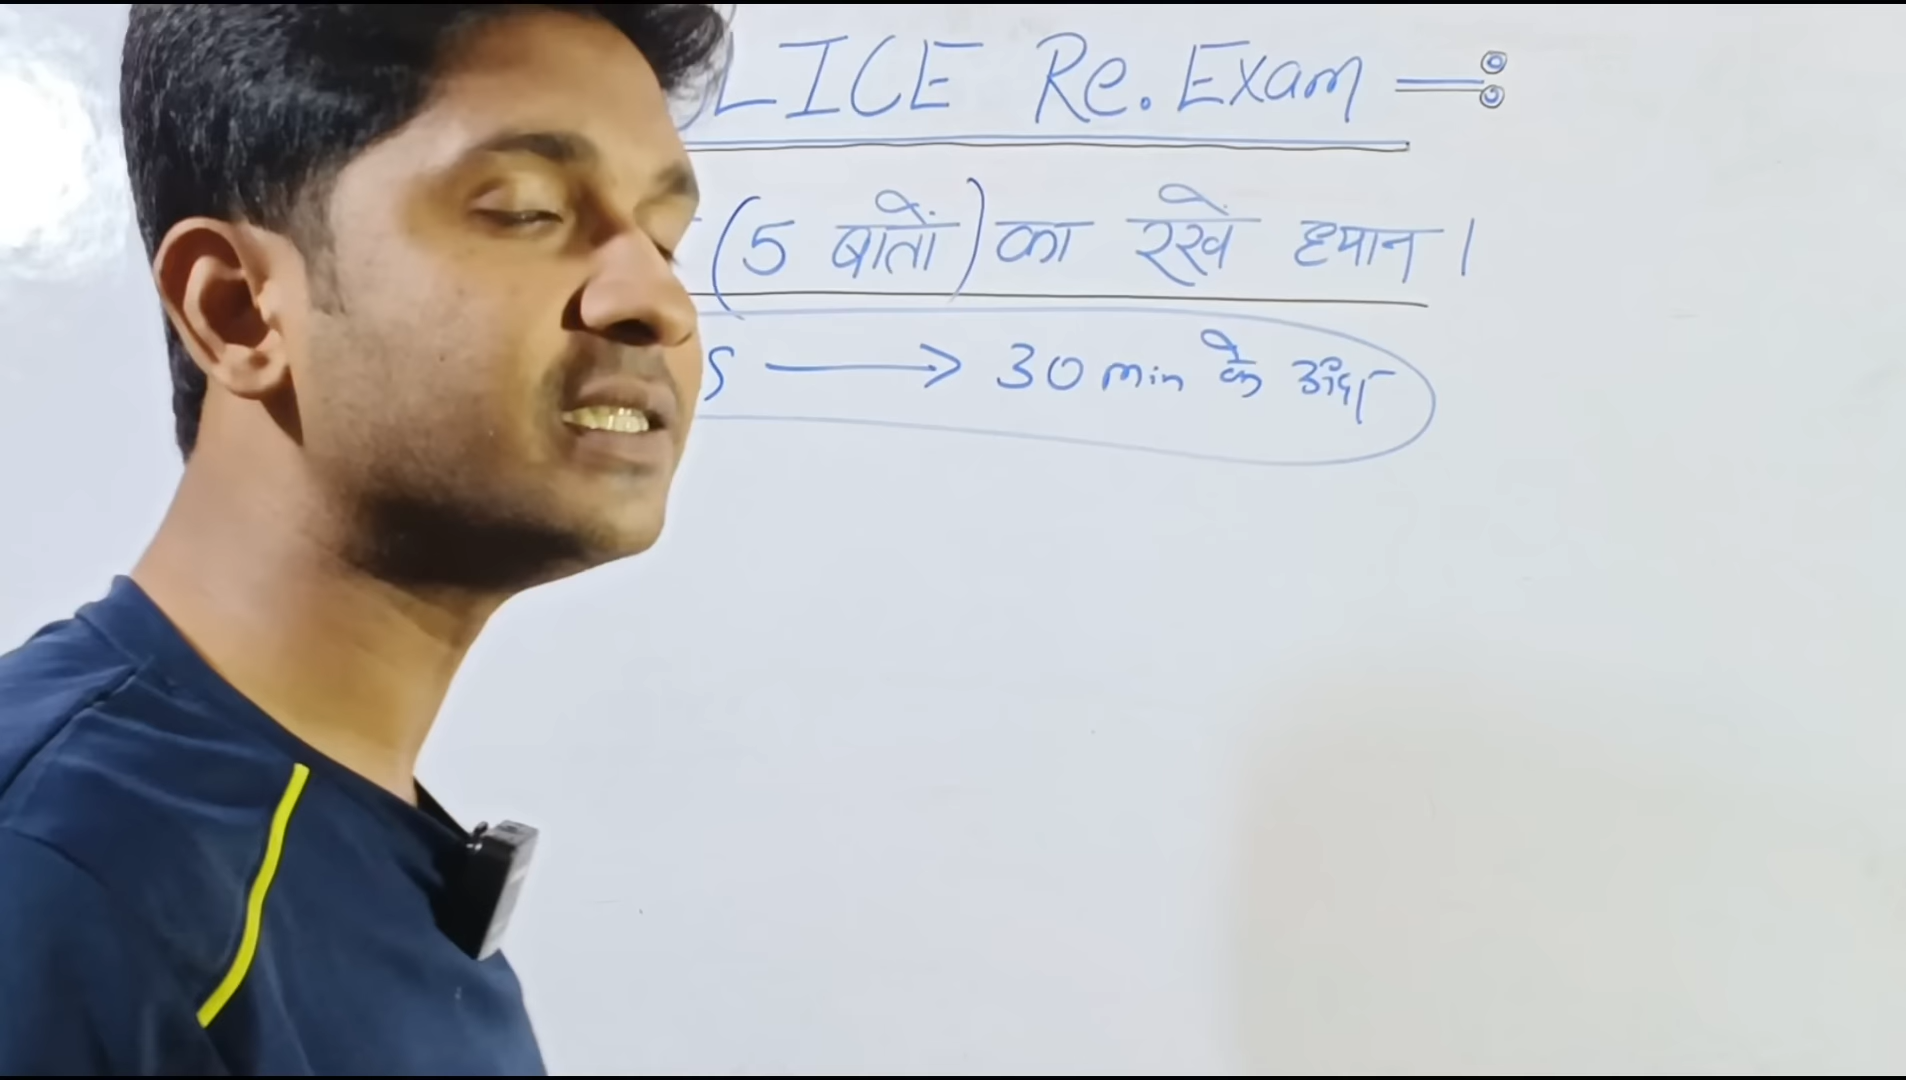 LICE Re. Exam =:
(5 बातों) का रखें ध्यान।
s → 30 min के अंदर